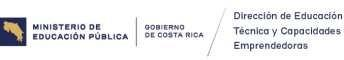 MINISTERIO DE
EDUCACIÓN PÚBLICA
GOBIERNO
DE COSTA RICA
Dirección de Educación
Técnica y Capacidades
Emprendedoras